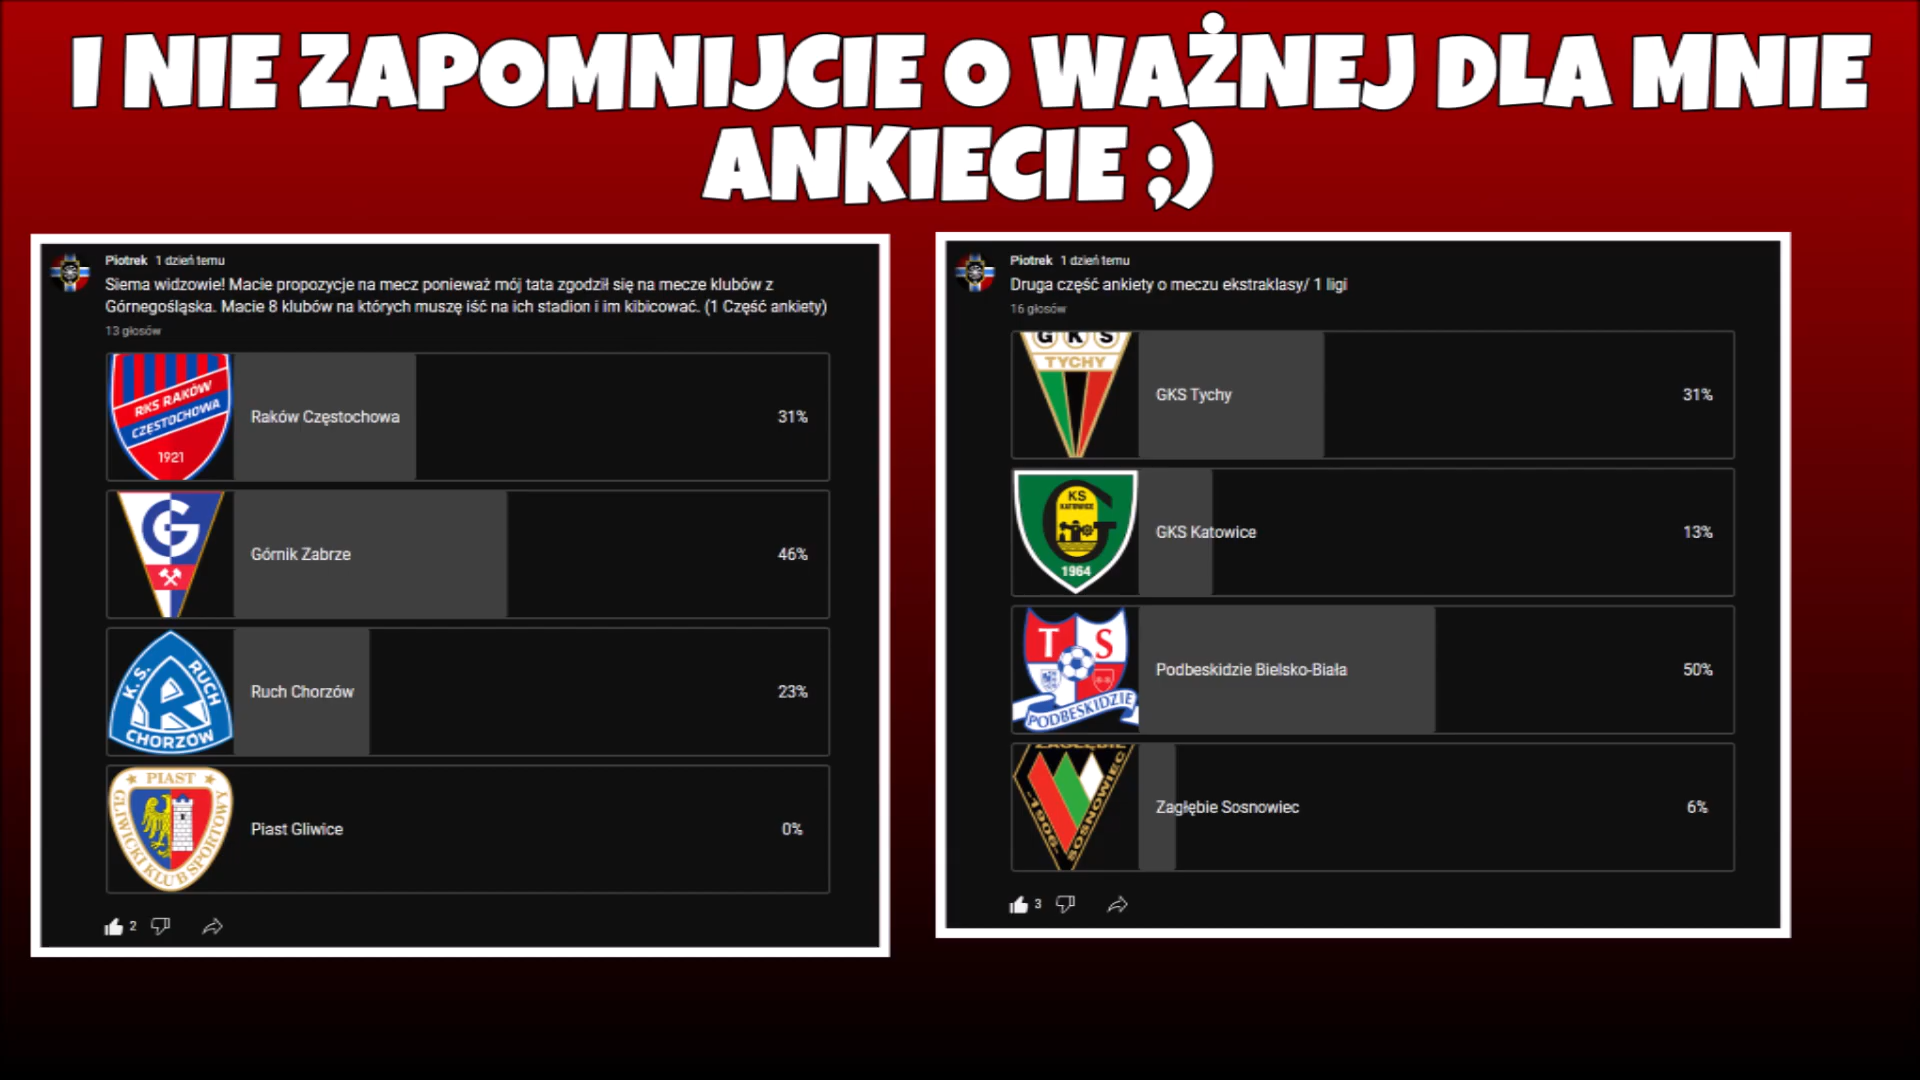 I NIE ZAPOMNIJCIE O WAŻNEJ DLA MNIE
ANKIECIE ;)
Piotrek 1 dzień temu
Siema widzowie! Macie propozycje na mecz ponieważ mój tata zgodził się na mecze klubów z
Górnegośląska. Macie 8 klubów na których muszę iść na ich stadion i im kibicować. (1 Część ankiety)
13 głosów
RKS RAKÓW
CZĘSTOCHOWA
1921
Raków Częstochowa 31%
G
Górnik Zabrze 46%
K.S. RUCH
R
CHORZÓW
Ruch Chorzów 23%
PIAST
GLIWICKI KLUB SPORTOWY
Piast Gliwice 0%
2
Piotrek 1 dzień temu
Druga część ankiety o meczu ekstraklasy/ 1 ligi
16 głosów
GKS
TYCHY
GKS Tychy 31%
G
KS
KATOWICE
1964
GKS Katowice 13%
T S
PODBESKIDZIE
Podbeskidzie Bielsko-Biała 50%
ZAGŁĘBIE
-1906-
SOSNOWIEC
Zagłębie Sosnowiec 6%
3